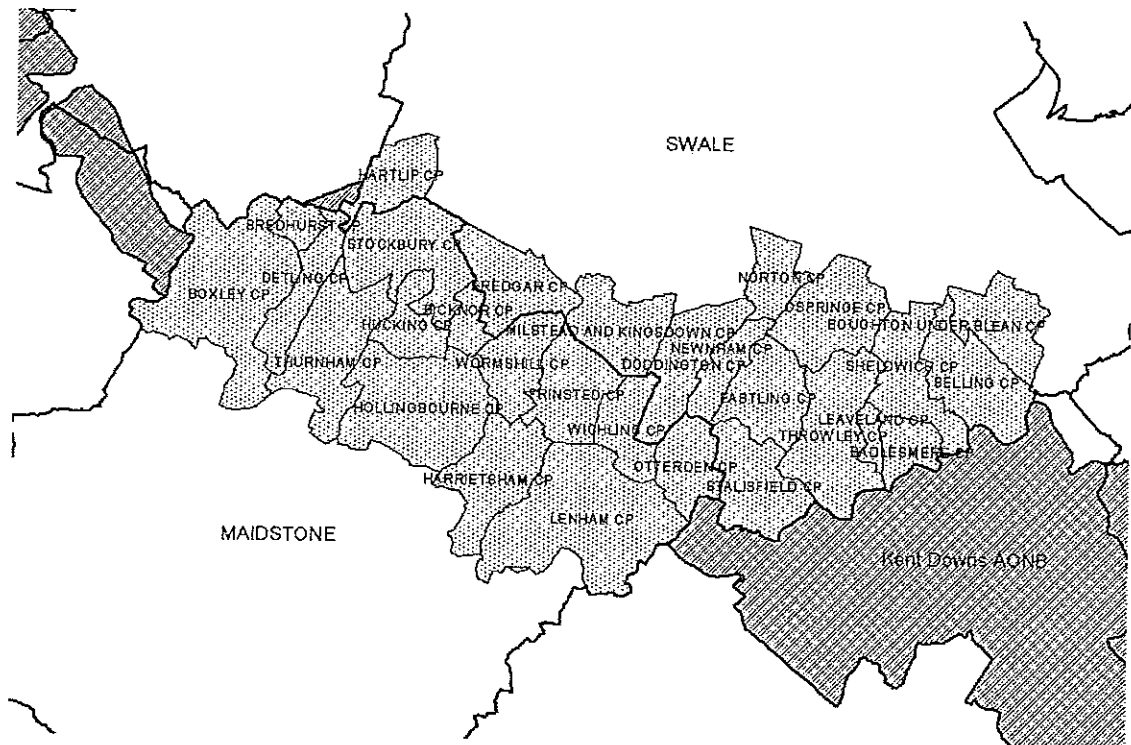 SWALE
HARTLIP CP
BREDHURST CP
STOCKBURY CP
DETLING CP
NORTON CP
BOXLEY CP
BREDGAR CP
OSPRINGE CP
BICKNOR CP
HUCKING CP
MILSTEAD AND KINGSDOWN CP
BOUGHTON UNDER BLEAN CP
NEWNHAM CP
THURNHAM CP
WORMSHILL CP
DODDINGTON CP
SHELDWICH CP
SELLING CP
FRINSTED CP
EASTLING CP
HOLLINGBOURNE CP
LEAVELAND CP
WICHLING CP
THROWLEY CP
BADLESMERE CP
OTTERDEN CP
HARRIETSHAM CP
STALISFIELD CP
LENHAM CP
MAIDSTONE
Kent Downs AONB